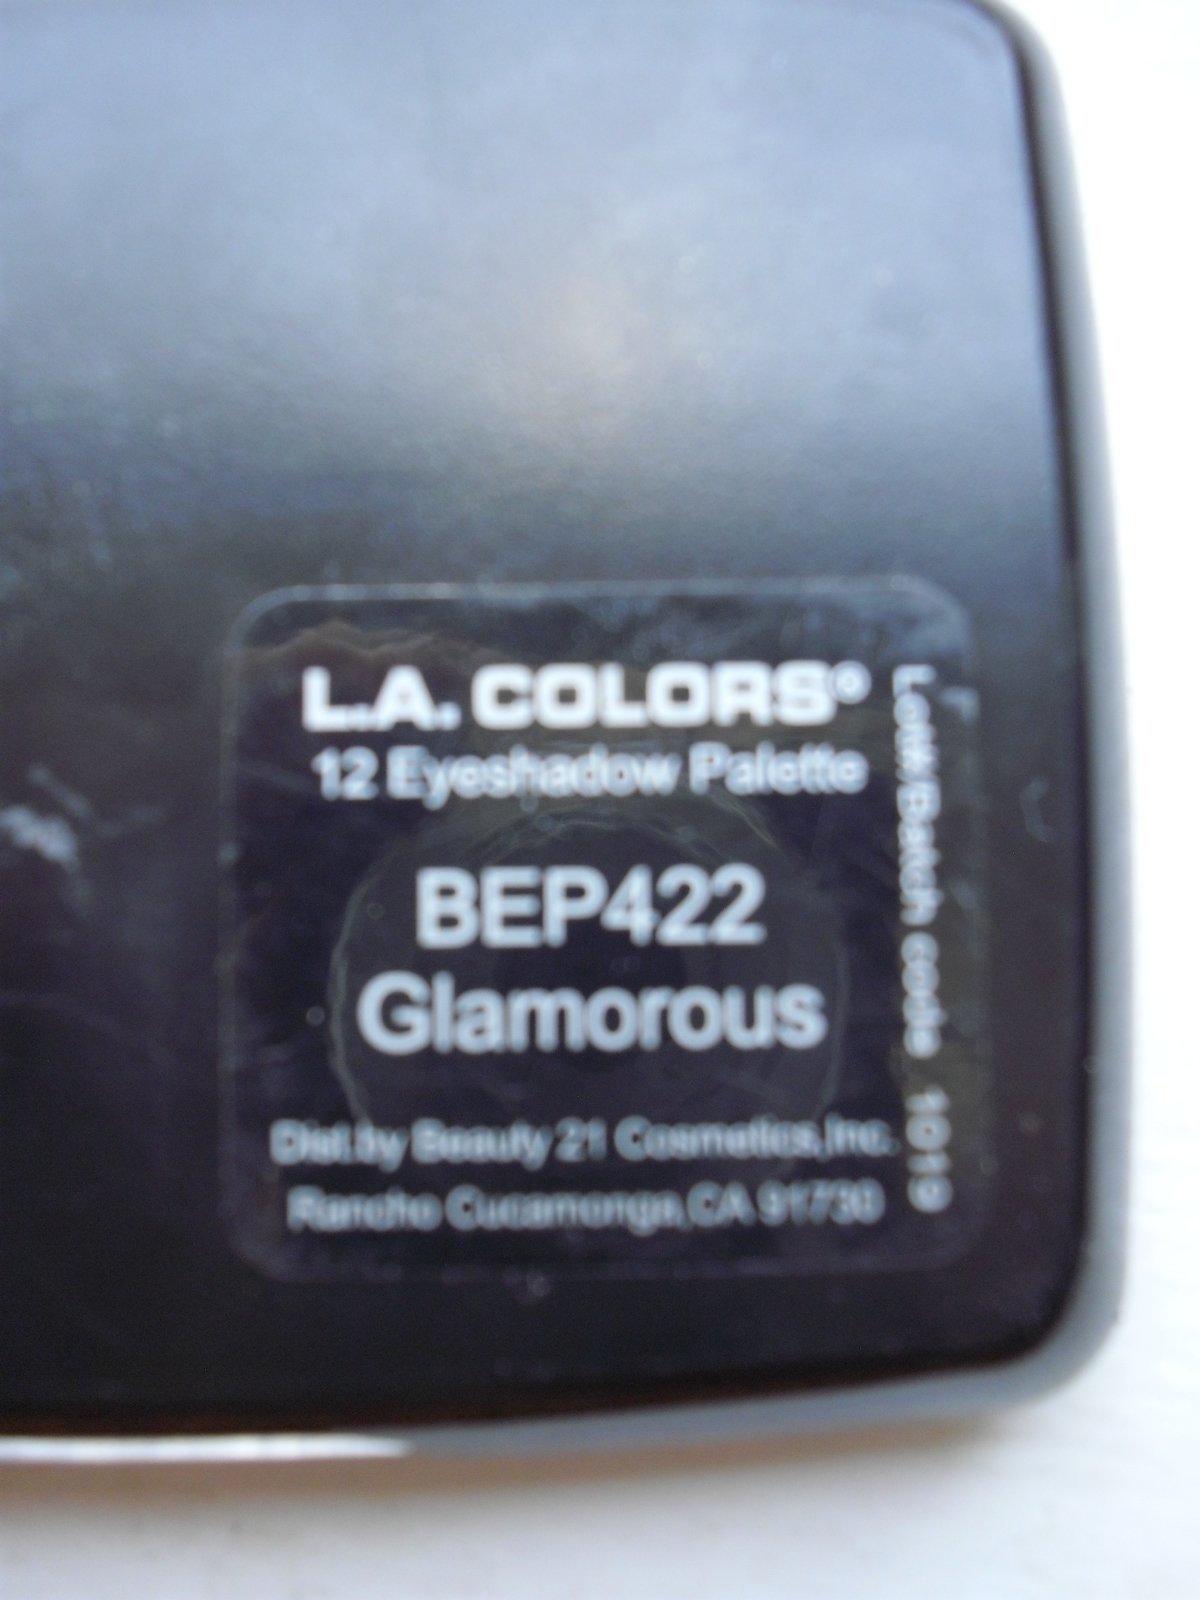 L.A. COLORS®
12 Eyeshadow Palette
BEP422
Glamorous
Dist.by Beauty 21 Cosmetics,Inc.
Rancho Cucamonga,CA 91730
Lot#/Batch code 1019